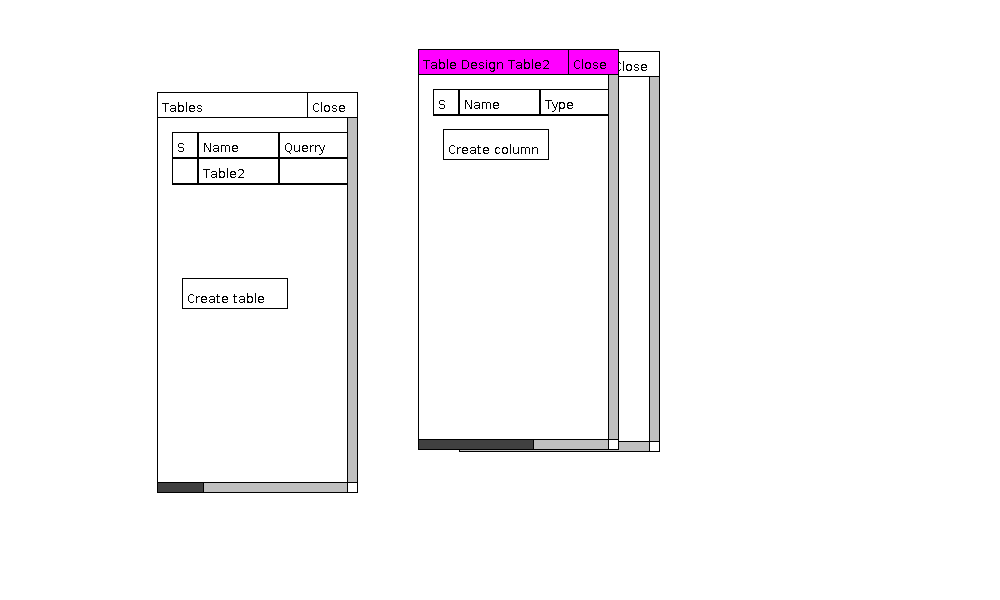 Tables Close
S Name Querry
Table2
Create table
Table Design Table2 Close
S Name Type
Create column
Close